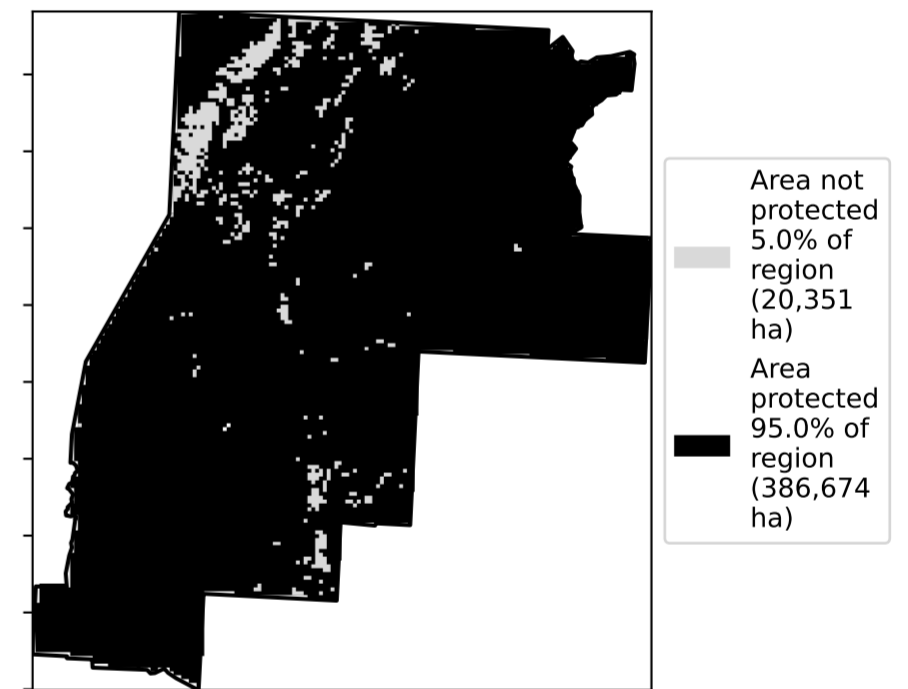 Area not
protected
5.0% of
region
(20,351
ha)
Area
protected
95.0% of
region
(386,674
ha)